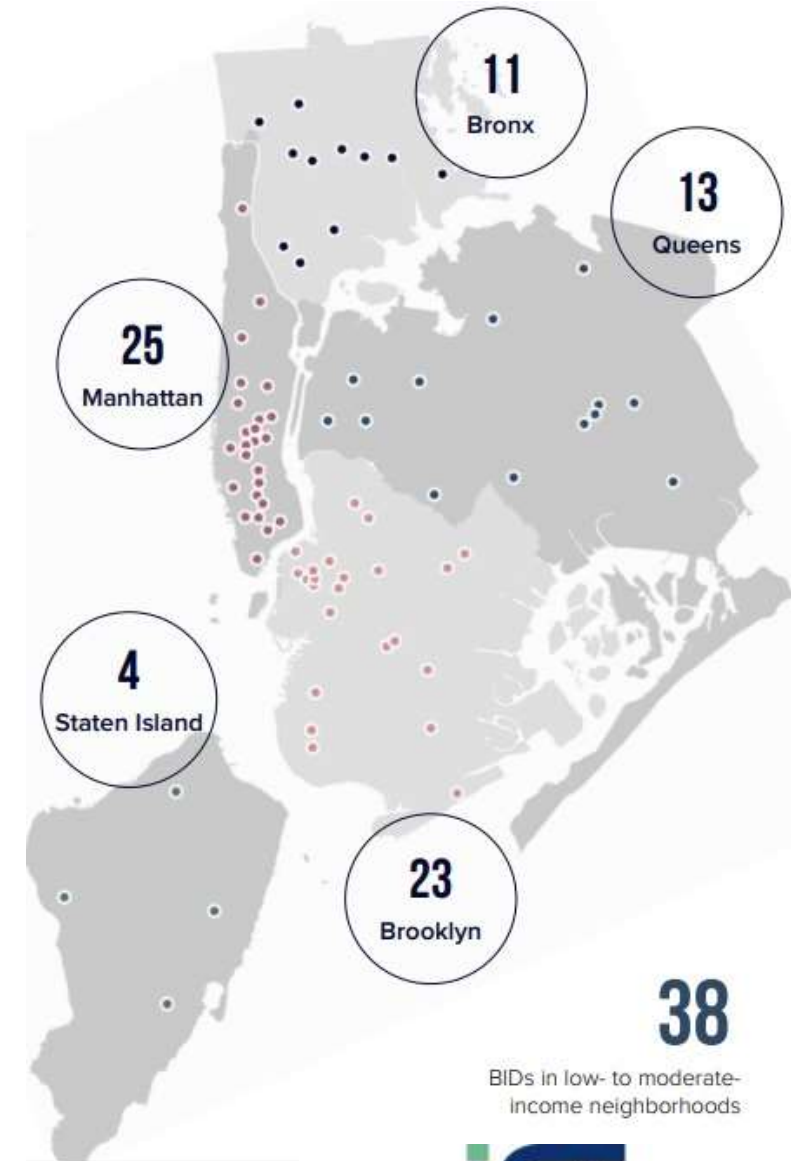 11
Bronx
13
Queens
25
Manhattan
4
Staten Island
23
Brooklyn
38
BIDs in low- to moderate-
income neighborhoods